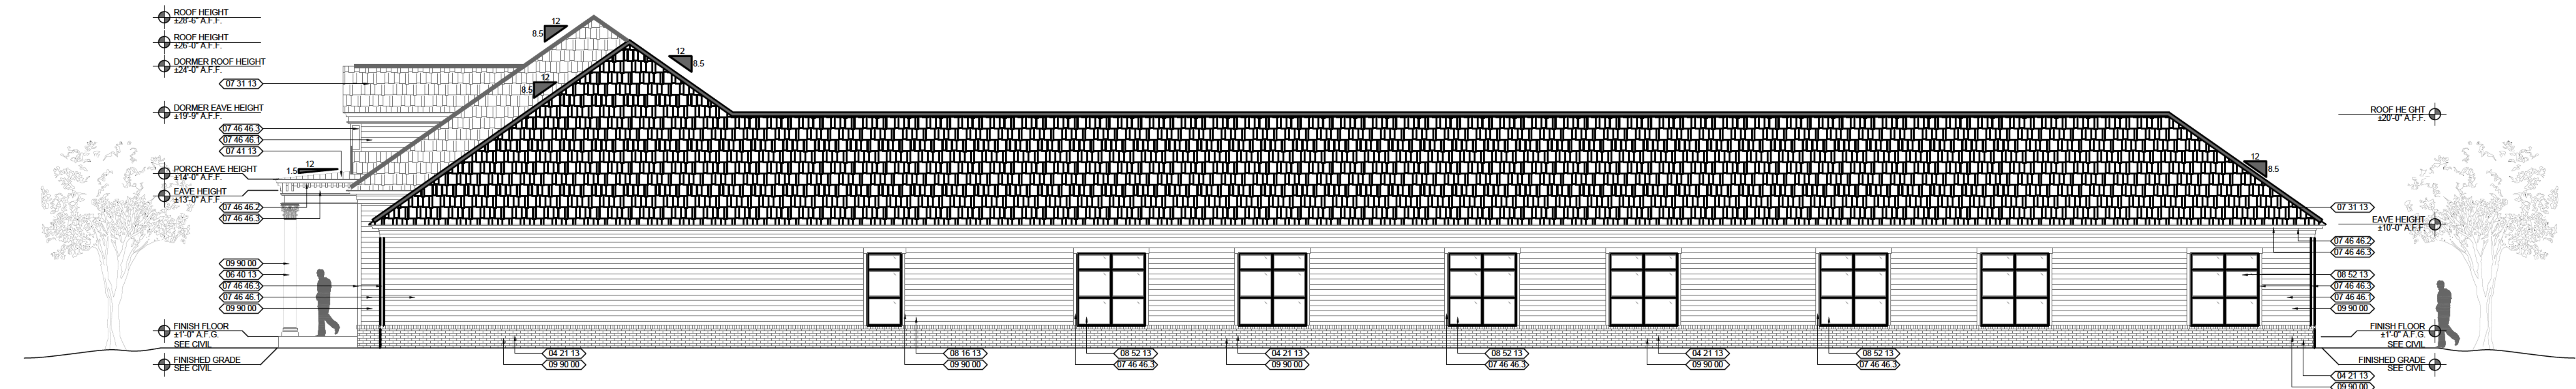 ROOF HEIGHT
±28'-6" A.F.F.
ROOF HEIGHT
±26'-0" A.F.F.
DORMER ROOF HEIGHT
±24'-0" A.F.F.
07 31 13
DORMER EAVE HEIGHT
±19'-9" A.F.F.
07 46 46.3
07 46 46.1
07 41 13
PORCH EAVE HEIGHT
±14'-0" A.F.F.
EAVE HEIGHT
±13'-0" A.F.F.
07 46 46.2
07 46 46.3
09 90 00
06 40 13
07 46 46.3
07 46 46.1
09 90 00
FINISH FLOOR
±1'-0" A.F.G.
SEE CIVIL
FINISHED GRADE
SEE CIVIL
12
8.5
12
8.5
12
8.5
12
1.5
12
8.5
04 21 13
09 90 00
08 16 13
09 90 00
08 52 13
07 46 46.3
04 21 13
09 90 00
08 52 13
07 46 46.3
04 21 13
09 90 00
08 52 13
07 46 46.3
ROOF HE GHT
±20'-0" A.F.F.
07 31 13
EAVE HEIGHT
±10'-0" A.F.F.
07 46 46.2
07 46 46.3
08 52 13
07 46 46.3
07 46 46.1
09 90 00
FINISH FLOOR
±1'-0" A.F.G.
SEE CIVIL
FINISHED GRADE
SEE CIVIL
04 21 13
09 90 00